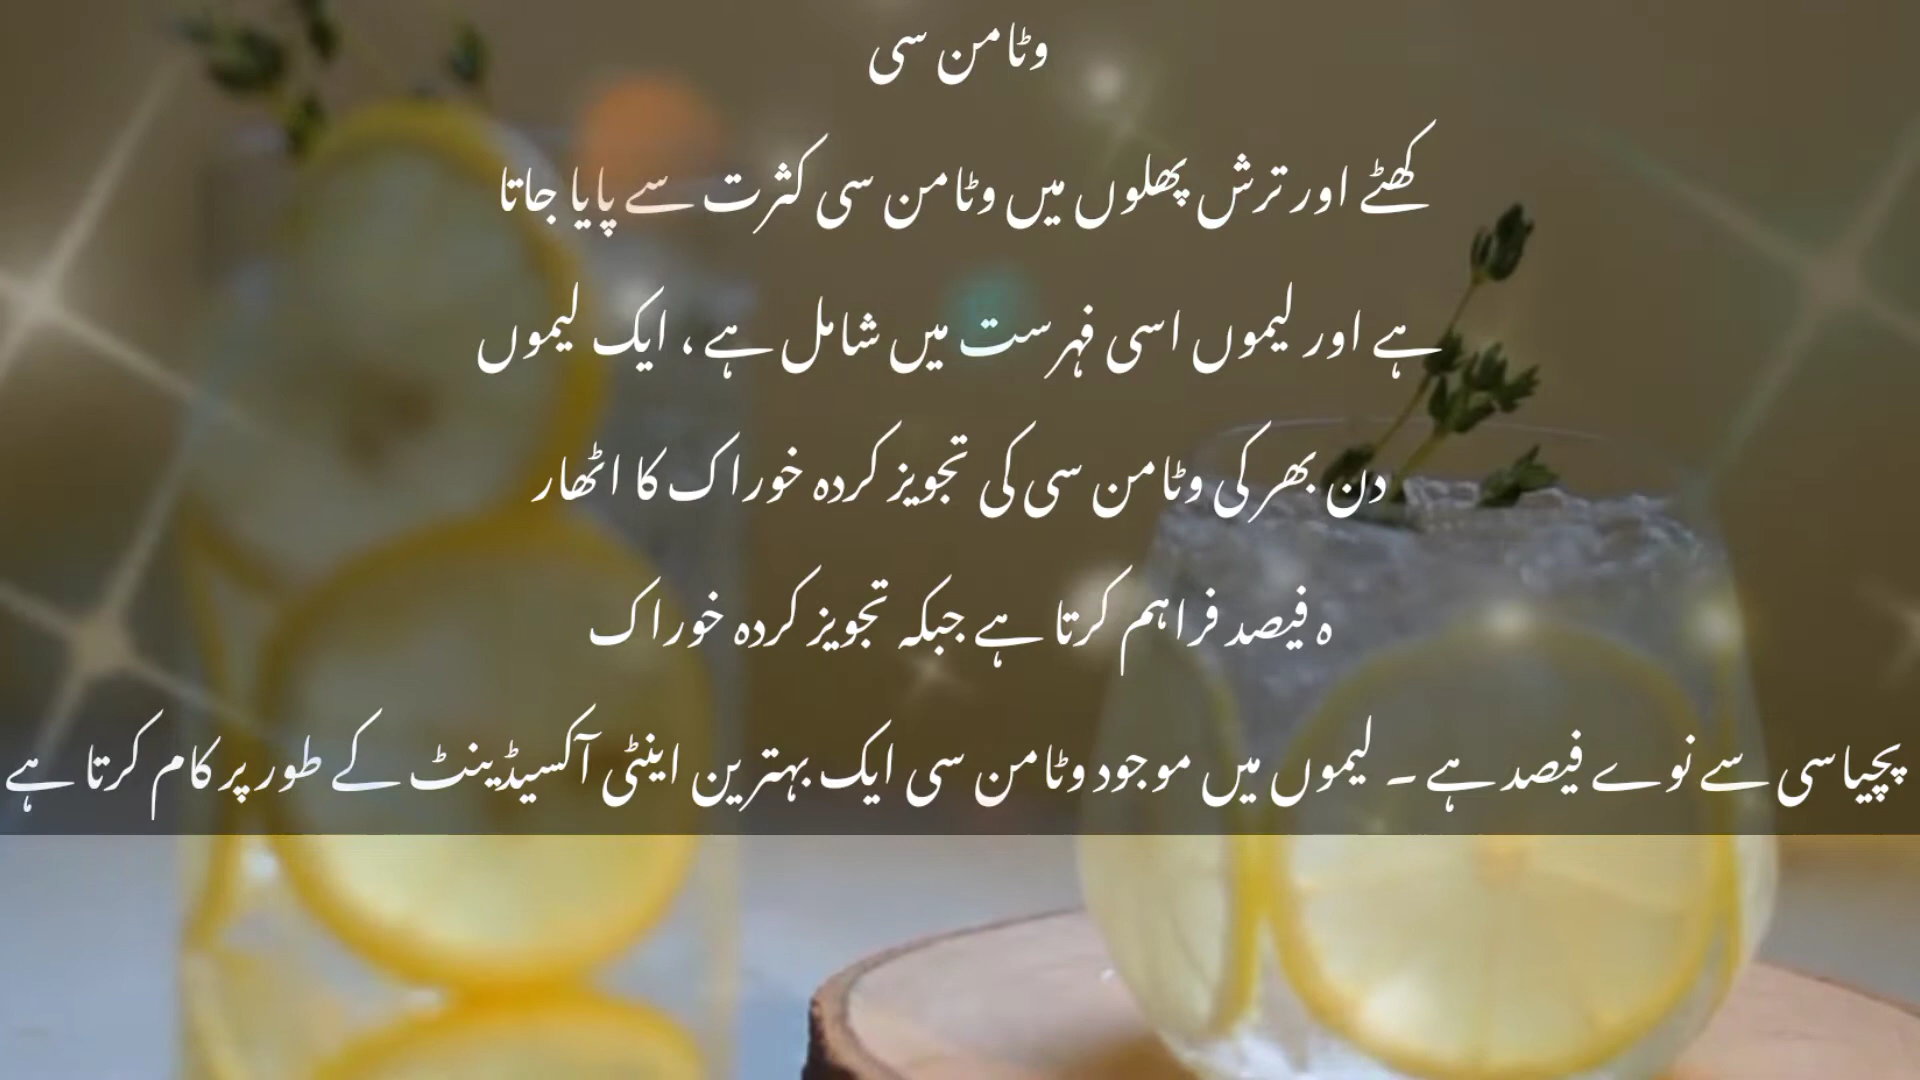 وٹامن سی
کھٹے اور ترش پھلوں میں وٹامن سی کثرت سے پایا جاتا
ہے اور لیموں اسی فہرست میں شامل ہے، ایک لیموں
دن بھر کی وٹامن سی کی تجویز کردہ خوراک کا اٹھار
ہ فیصد فراہم کرتا ہے جبکہ تجویز کردہ خوراک
پچیاسی سے نوے فیصد ہے ۔ لیموں میں موجود وٹامن سی ایک بہترین اینٹی آکسیڈینٹ کے طور پر کام کرتا ہے